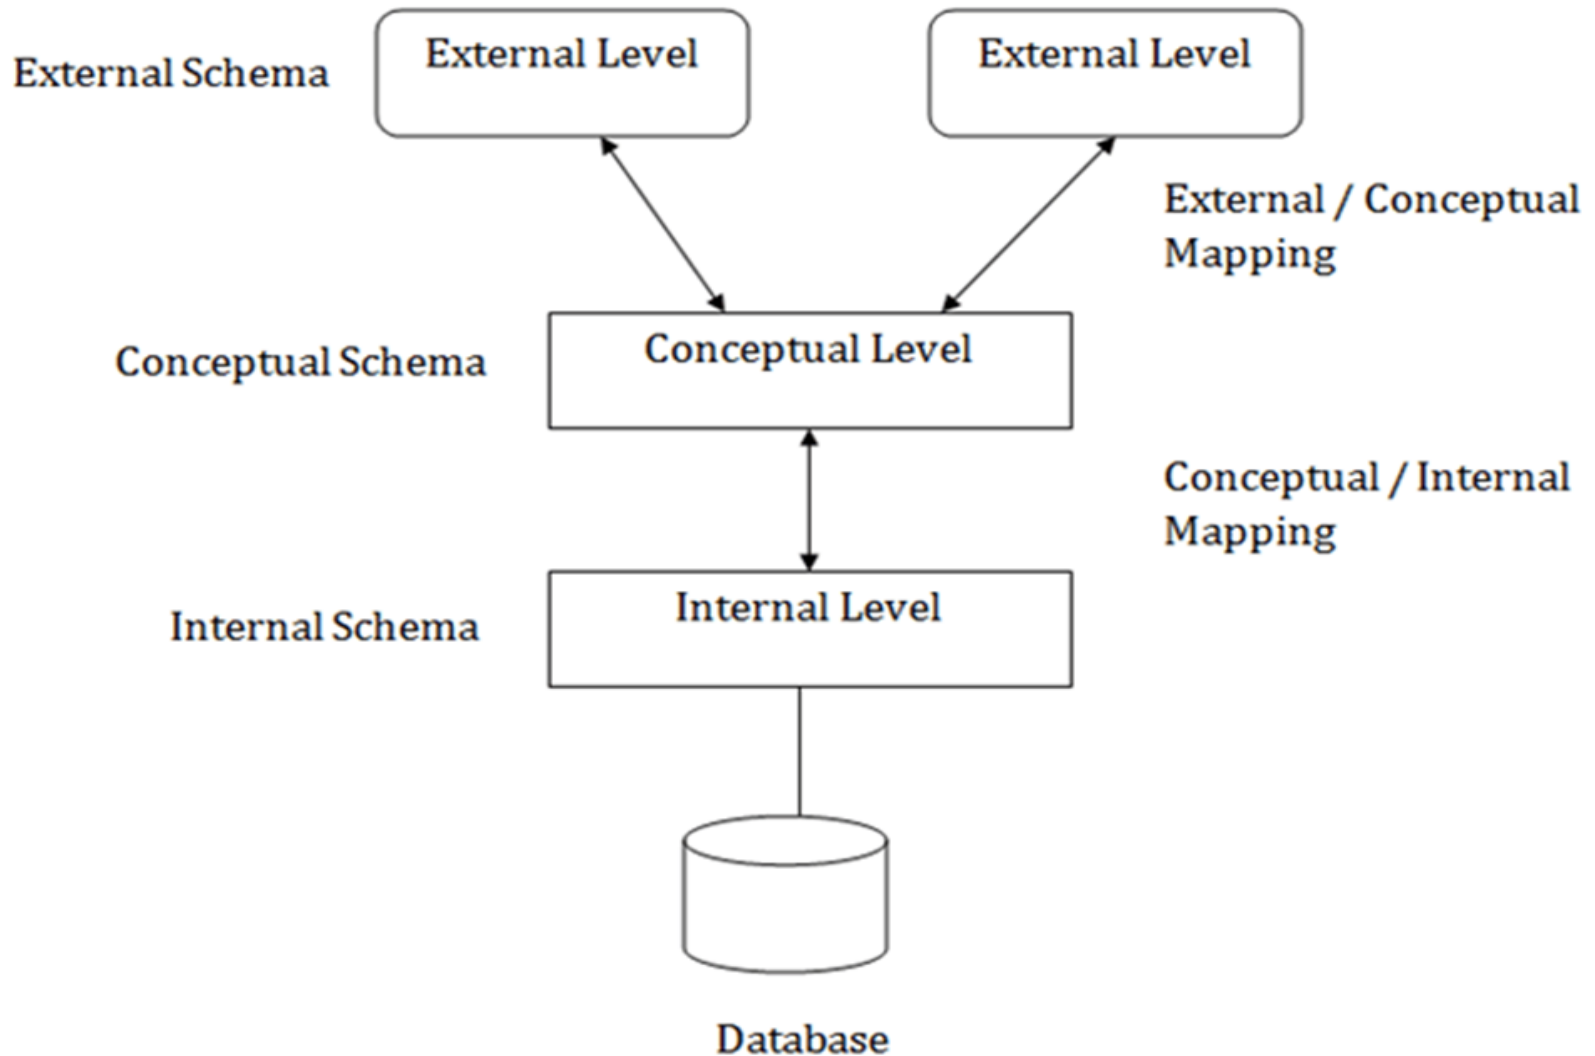 External Schema
External Level
External Level
External / Conceptual
Mapping
Conceptual Schema
Conceptual Level
Conceptual / Internal
Mapping
Internal Schema
Internal Level
Database